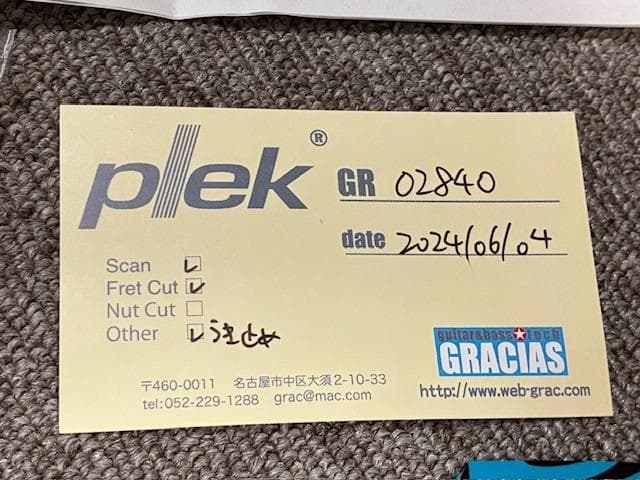 plek®
GR 02840
date 2024/06/04
Scan
Fret Cut
Nut Cut
Other うきとめ
guitar&bass★tech
GRACIAS
〒460-0011 名古屋市中区大須2-10-33
tel:052-229-1288 grac@mac.com
http://www.web-grac.com